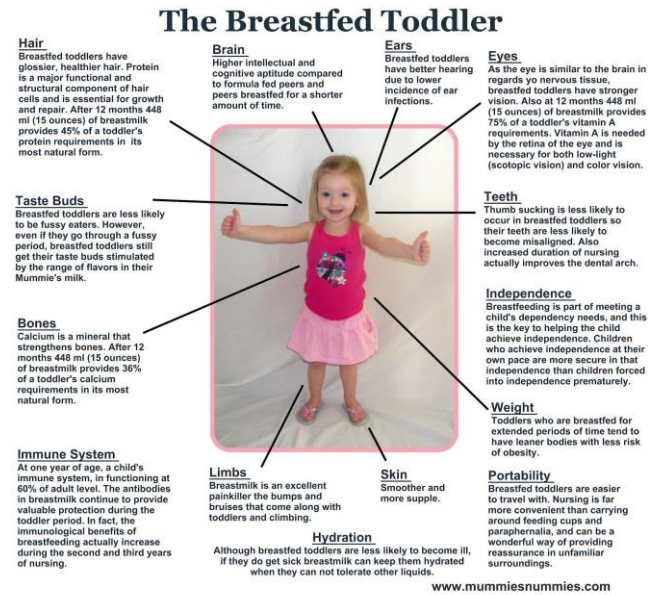 The Breastfed Toddler
Hair
Breastfed toddlers have
glossier, healthier hair. Protein
is a major functional and
structural component of hair
cells and is essential for growth
and repair. After 12 months 448
ml (15 ounces) of breastmilk
provides 45% of a toddler's
protein requirements in its
most natural form.
Brain
Higher intellectual and
cognitive aptitude compared
to formula fed peers and
peers breastfed for a shorter
amount of time.
Ears
Breastfed toddlers
have better hearing
due to lower
incidence of ear
infections.
Eyes
As the eye is similar to the brain in
regards yo nervous tissue,
breastfed toddlers have stronger
vision. Also at 12 months 448 ml
(15 ounces) of breastmilk provides
75% of a toddler's vitamin A
requirements. Vitamin A is needed
by the retina of the eye and is
necessary for both low-light
(scotopic vision) and color vision.
Taste Buds
Breastfed toddlers are less likely
to be fussy eaters. However,
even if they go through a fussy
period, breastfed toddlers still
get their taste buds stimulated
by the range of flavors in their
Mummie's milk.
Teeth
Thumb sucking is less likely to
occur in breastfed toddlers so
their teeth are less likely to
become misaligned. Also
increased duration of nursing
actually improves the dental arch.
Independence
Breastfeeding is part of meeting a
child's dependency needs, and this
is the key to helping the child
achieve independence. Children
who achieve independence at their
own pace are more secure in that
independence than children forced
into independence prematurely.
Bones
Calcium is a mineral that
strengthens bones. After 12
months 448 ml (15 ounces)
of breastmilk provides 36%
of a toddler's calcium
requirements in its most
natural form.
Weight
Toddlers who are breastfed for
extended periods of time tend to
have leaner bodies with less risk
of obesity.
Immune System
At one year of age, a child's
immune system, in functioning at
60% of adult level. The antibodies
in breastmilk continue to provide
valuable protection during the
toddler period. In fact, the
immunological benefits of
breastfeeding actually increase
during the second and third years
of nursing.
Limbs
Breastmilk is an excellent
painkiller the bumps and
bruises that come along with
toddlers and climbing.
Skin
Smoother and
more supple.
Portability
Breastfed toddlers are easier
to travel with. Nursing is far
more convenient than carrying
around feeding cups and
paraphernalia, and can be a
wonderful way of providing
reassurance in unfamiliar
surroundings.
Hydration
Although breastfed toddlers are less likely to become ill,
if they do get sick breastmilk can keep them hydrated
when they can not tolerate other liquids.
www.mummiesnummies.com